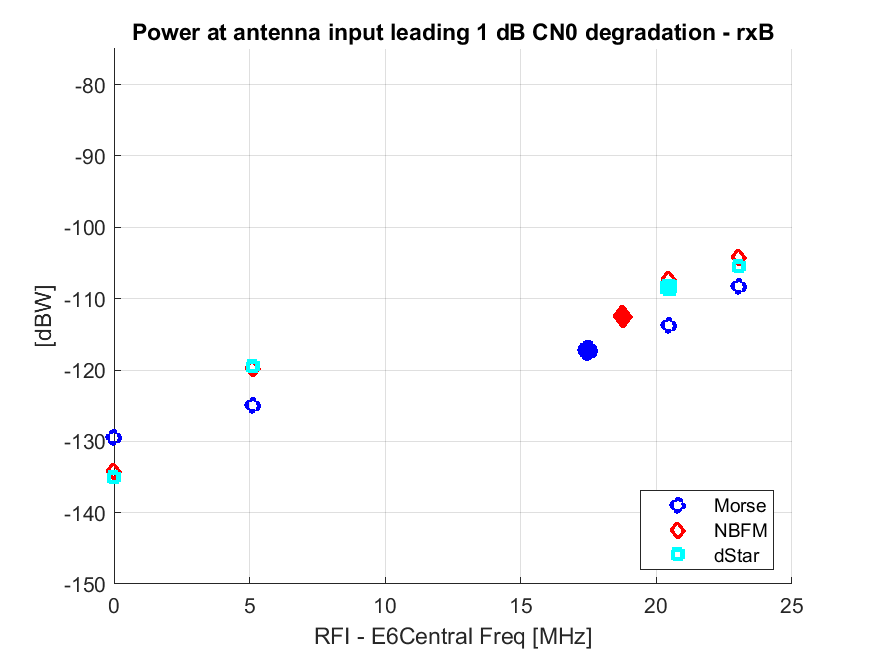 Power at antenna input leading 1 dB CN0 degradation - rxB
-80
-90
-100
-110
-120
-130
-140
-150
[dBW]
0 5 10 15 20 25
RFI - E6Central Freq [MHz]
Morse
NBFM
dStar